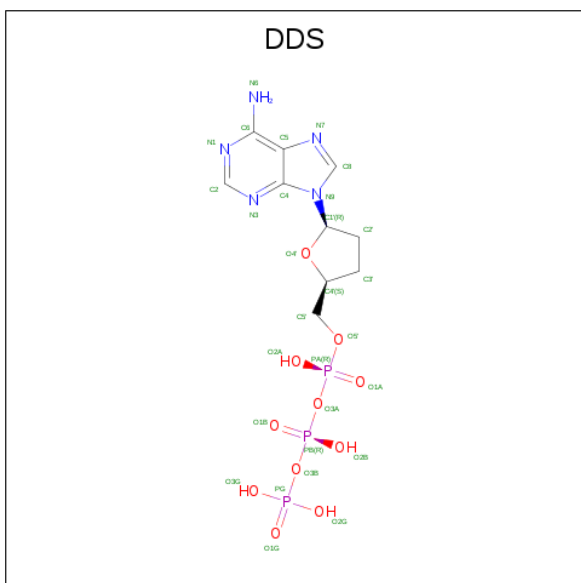 DDS
N6
NH₂
C6
N1
N
C5
N7
N
C8
C2
N
N3
C4
N
N9
C1'(R)
C2'
O4'
O
C3'
C4'(S)
C5'
O
O5'
O2A
HO
PA(R)
P
O
O1A
O
O3A
O1B
O
P
OH
PB(R)
O2B
O
O3B
O3G
HO
PG
P
OH
O2G
O
O1G